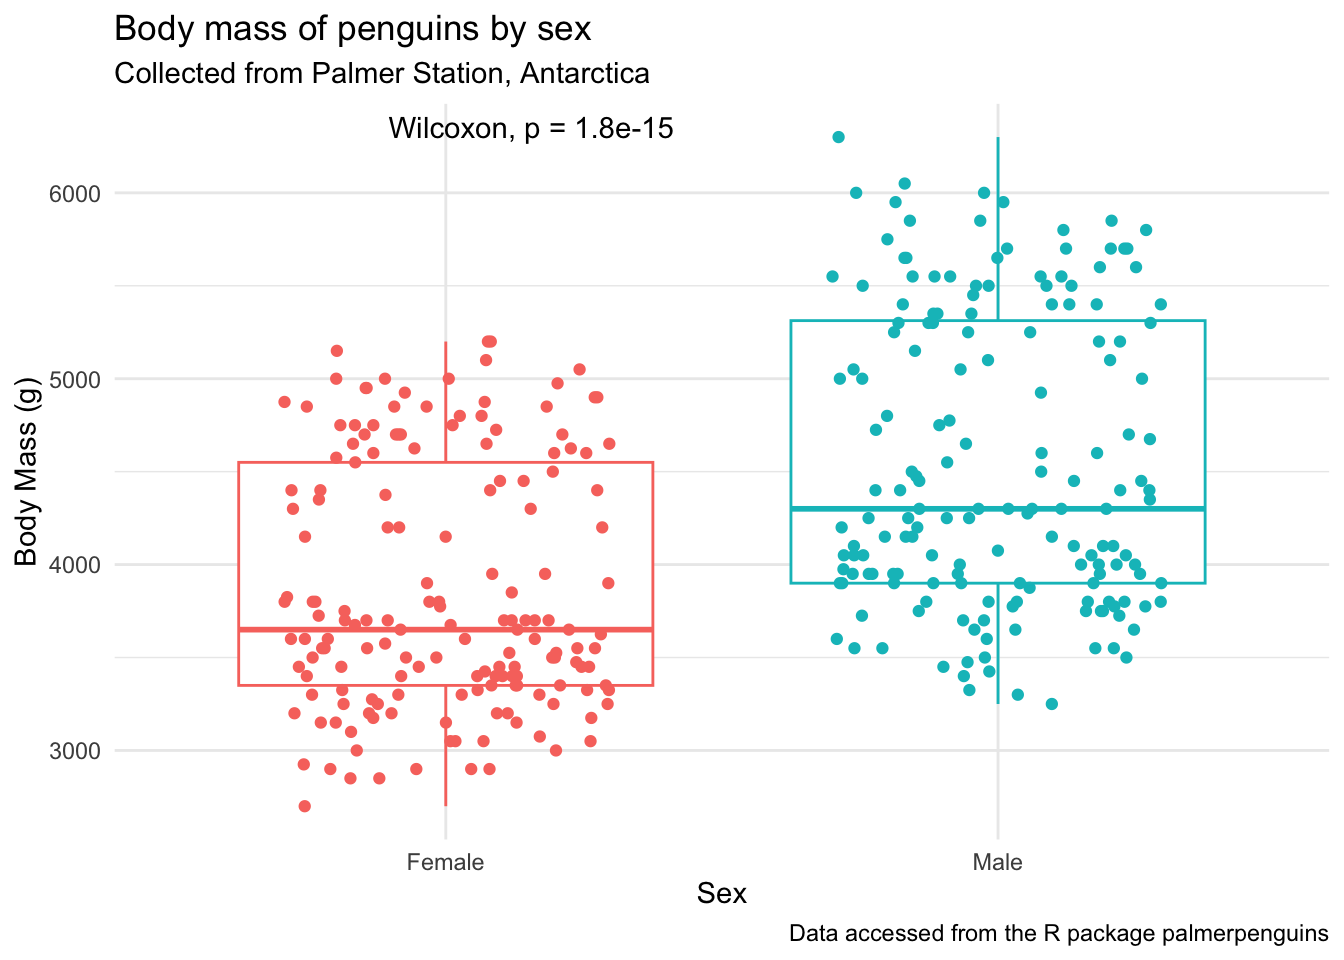 Body mass of penguins by sex
Collected from Palmer Station, Antarctica
Wilcoxon, p = 1.8e-15
6000
5000
4000
3000
Body Mass (g)
Female
Male
Sex
Data accessed from the R package palmerpenguins